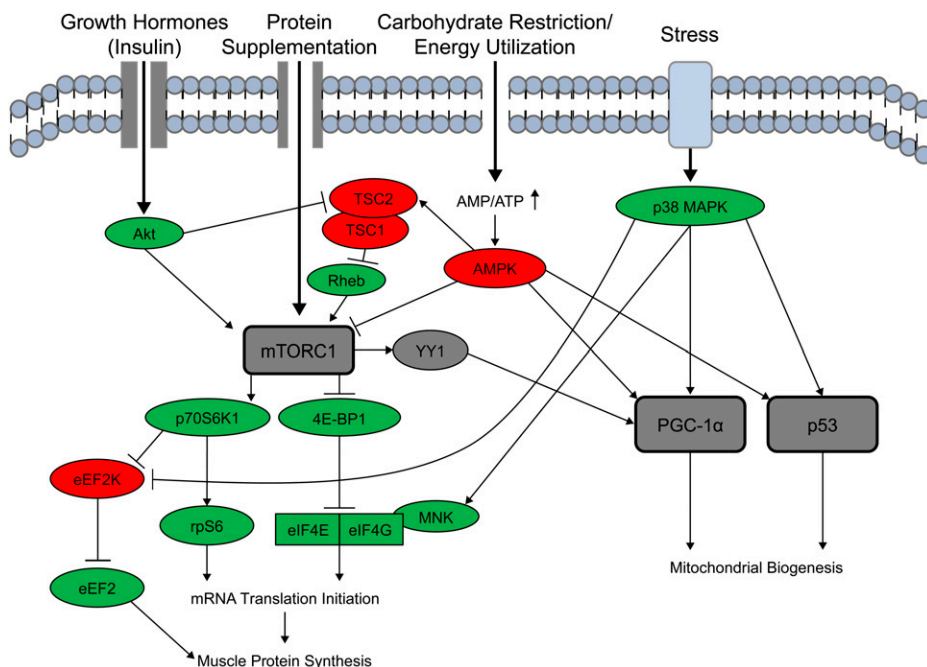 Growth Hormones
(Insulin)
Protein
Supplementation
Carbohydrate Restriction/
Energy Utilization
Stress
TSC2
AMP/ATP
p38 MAPK
Akt
TSC1
Rheb
AMPK
mTORC1
YY1
p70S6K1
4E-BP1
PGC-1α
p53
eEF2K
rpS6
eIF4E
eIF4G
MNK
eEF2
Mitochondrial Biogenesis
mRNA Translation Initiation
Muscle Protein Synthesis